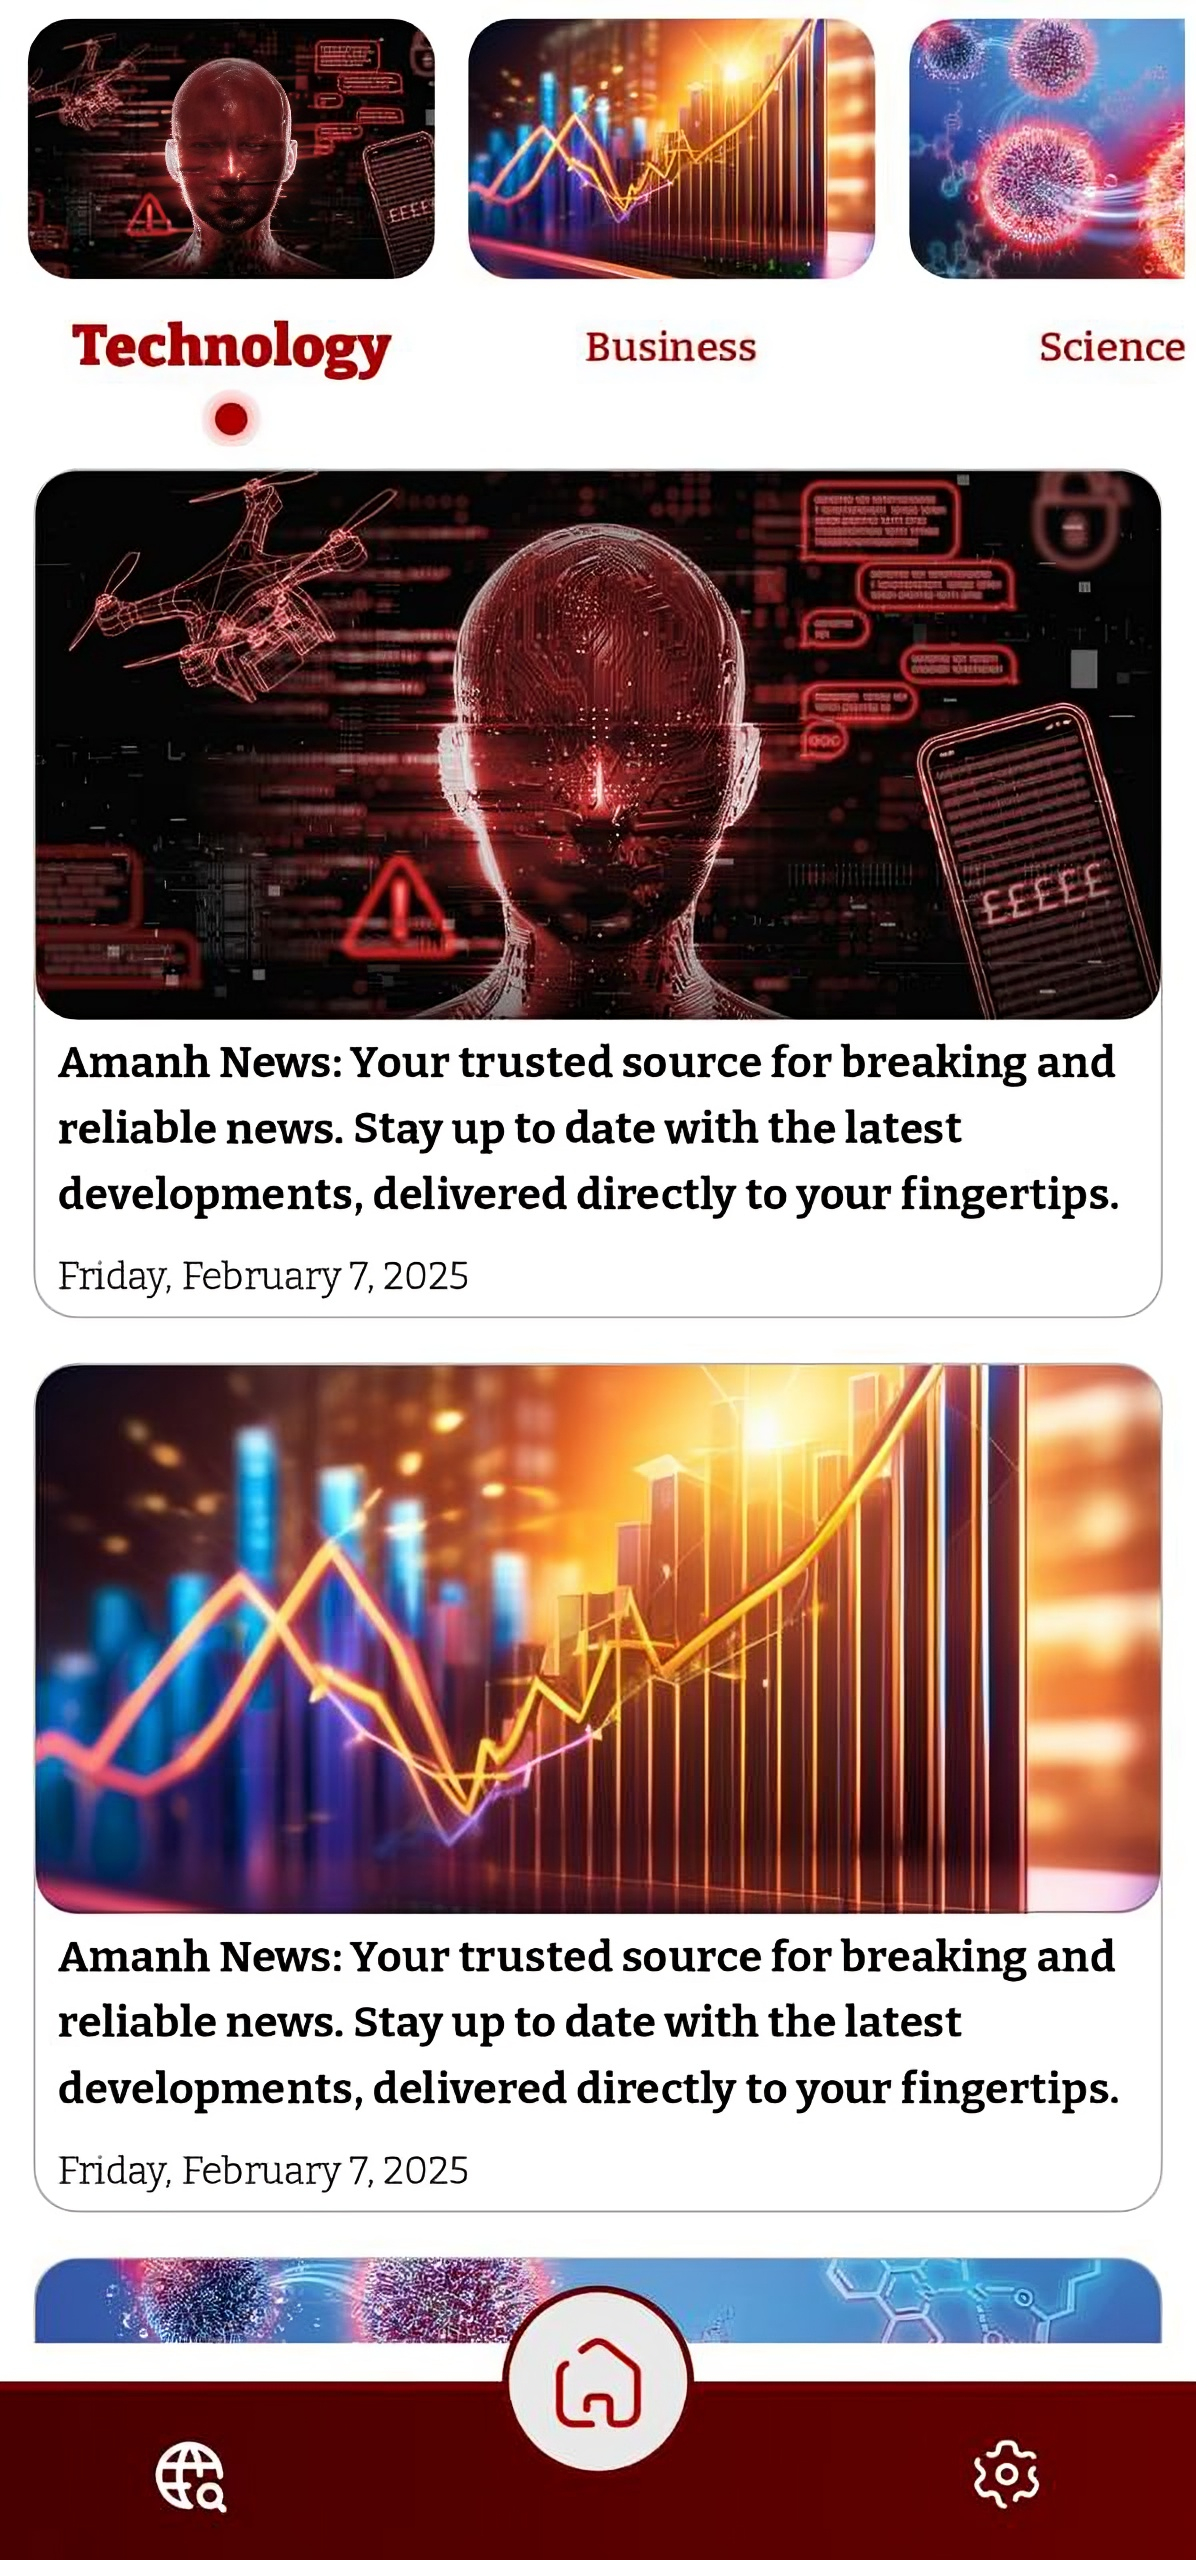 Technology
Business
Science
£££££
Amanh News: Your trusted source for breaking and
reliable news. Stay up to date with the latest
developments, delivered directly to your fingertips.
Friday, February 7, 2025
Amanh News: Your trusted source for breaking and
reliable news. Stay up to date with the latest
developments, delivered directly to your fingertips.
Friday, February 7, 2025